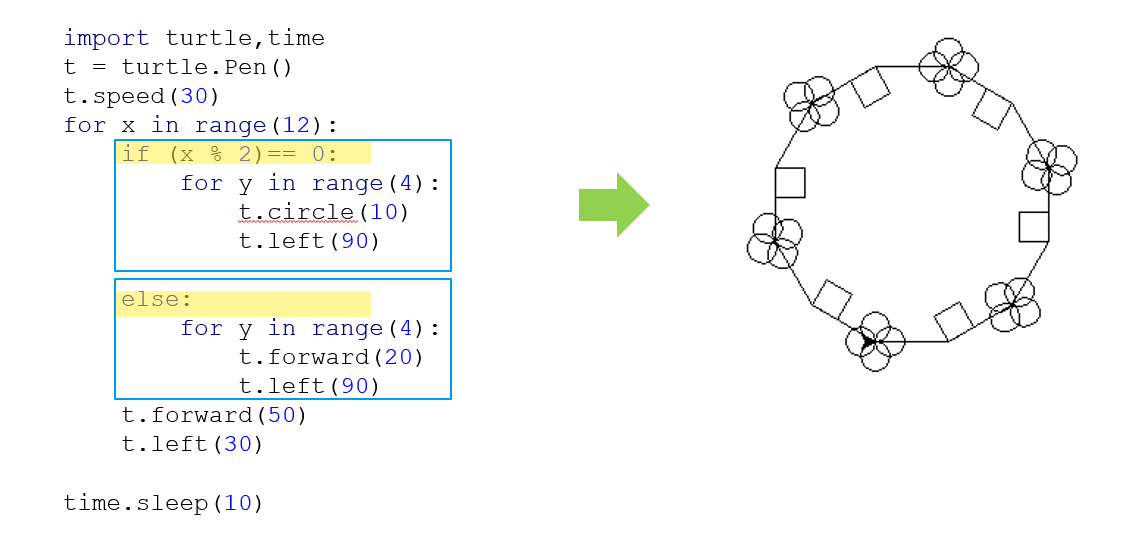 import turtle,time
t = turtle.Pen()
t.speed(30)
for x in range(12):
    if (x % 2)== 0:
        for y in range(4):
            t.circle(10)
            t.left(90)
    else:
        for y in range(4):
            t.forward(20)
            t.left(90)
    t.forward(50)
    t.left(30)
time.sleep(10)